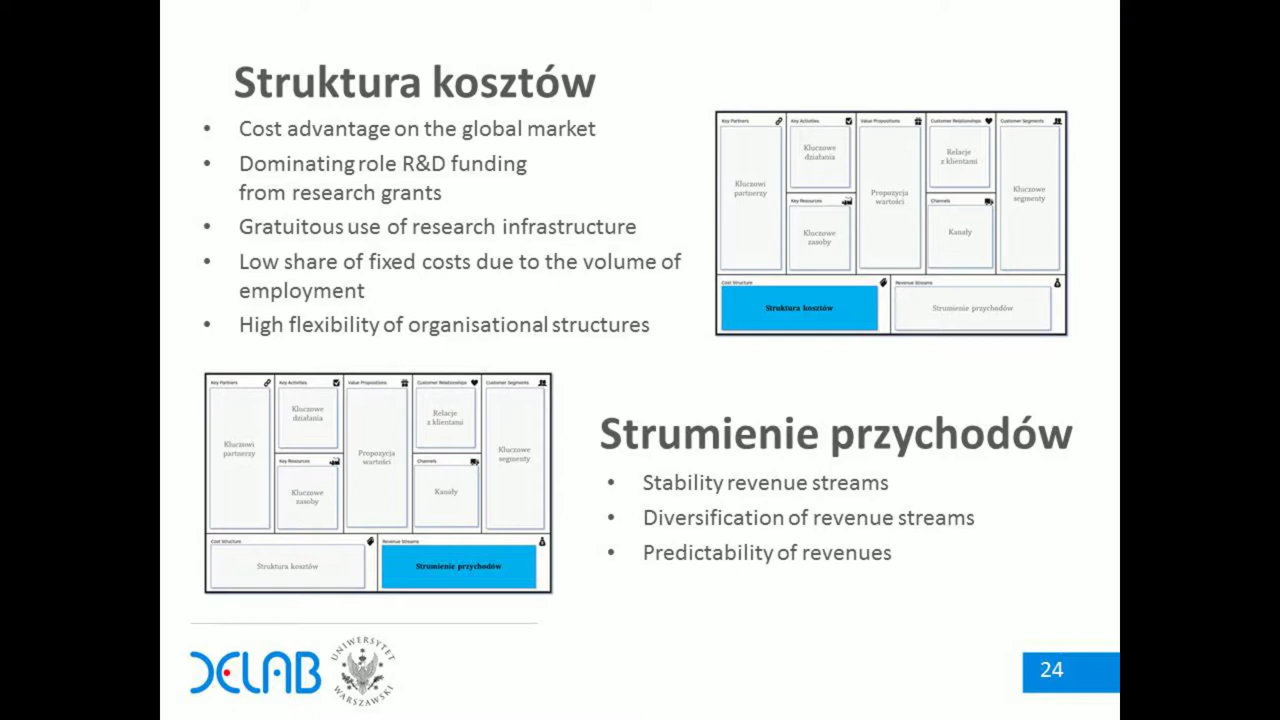 Struktura kosztów
• Cost advantage on the global market
• Dominating role R&D funding
from research grants
• Gratuitous use of research infrastructure
• Low share of fixed costs due to the volume of
employment
• High flexibility of organisational structures
Key Partners
Key Activities
Value Propositions
Customer Relationships
Customer Segments
Kluczowi
partnerzy
Kluczowe
działania
Propozycja
wartości
Relacje
z klientami
Kluczowe
segmenty
Key Resources
Channels
Kluczowe
zasoby
Kanały
Cost Structure
Revenue Streams
Struktura kosztów
Strumienie przychodów
Key Partners
Key Activities
Value Propositions
Customer Relationships
Customer Segments
Kluczowi
partnerzy
Kluczowe
działania
Propozycja
wartości
Relacje
z klientami
Kluczowe
segmenty
Key Resources
Channels
Kluczowe
zasoby
Kanały
Cost Structure
Revenue Streams
Struktura kosztów
Strumienie przychodów
Strumienie przychodów
• Stability revenue streams
• Diversification of revenue streams
• Predictability of revenues
DELAB
UNIWERSYTET
WARSZAWSKI
24